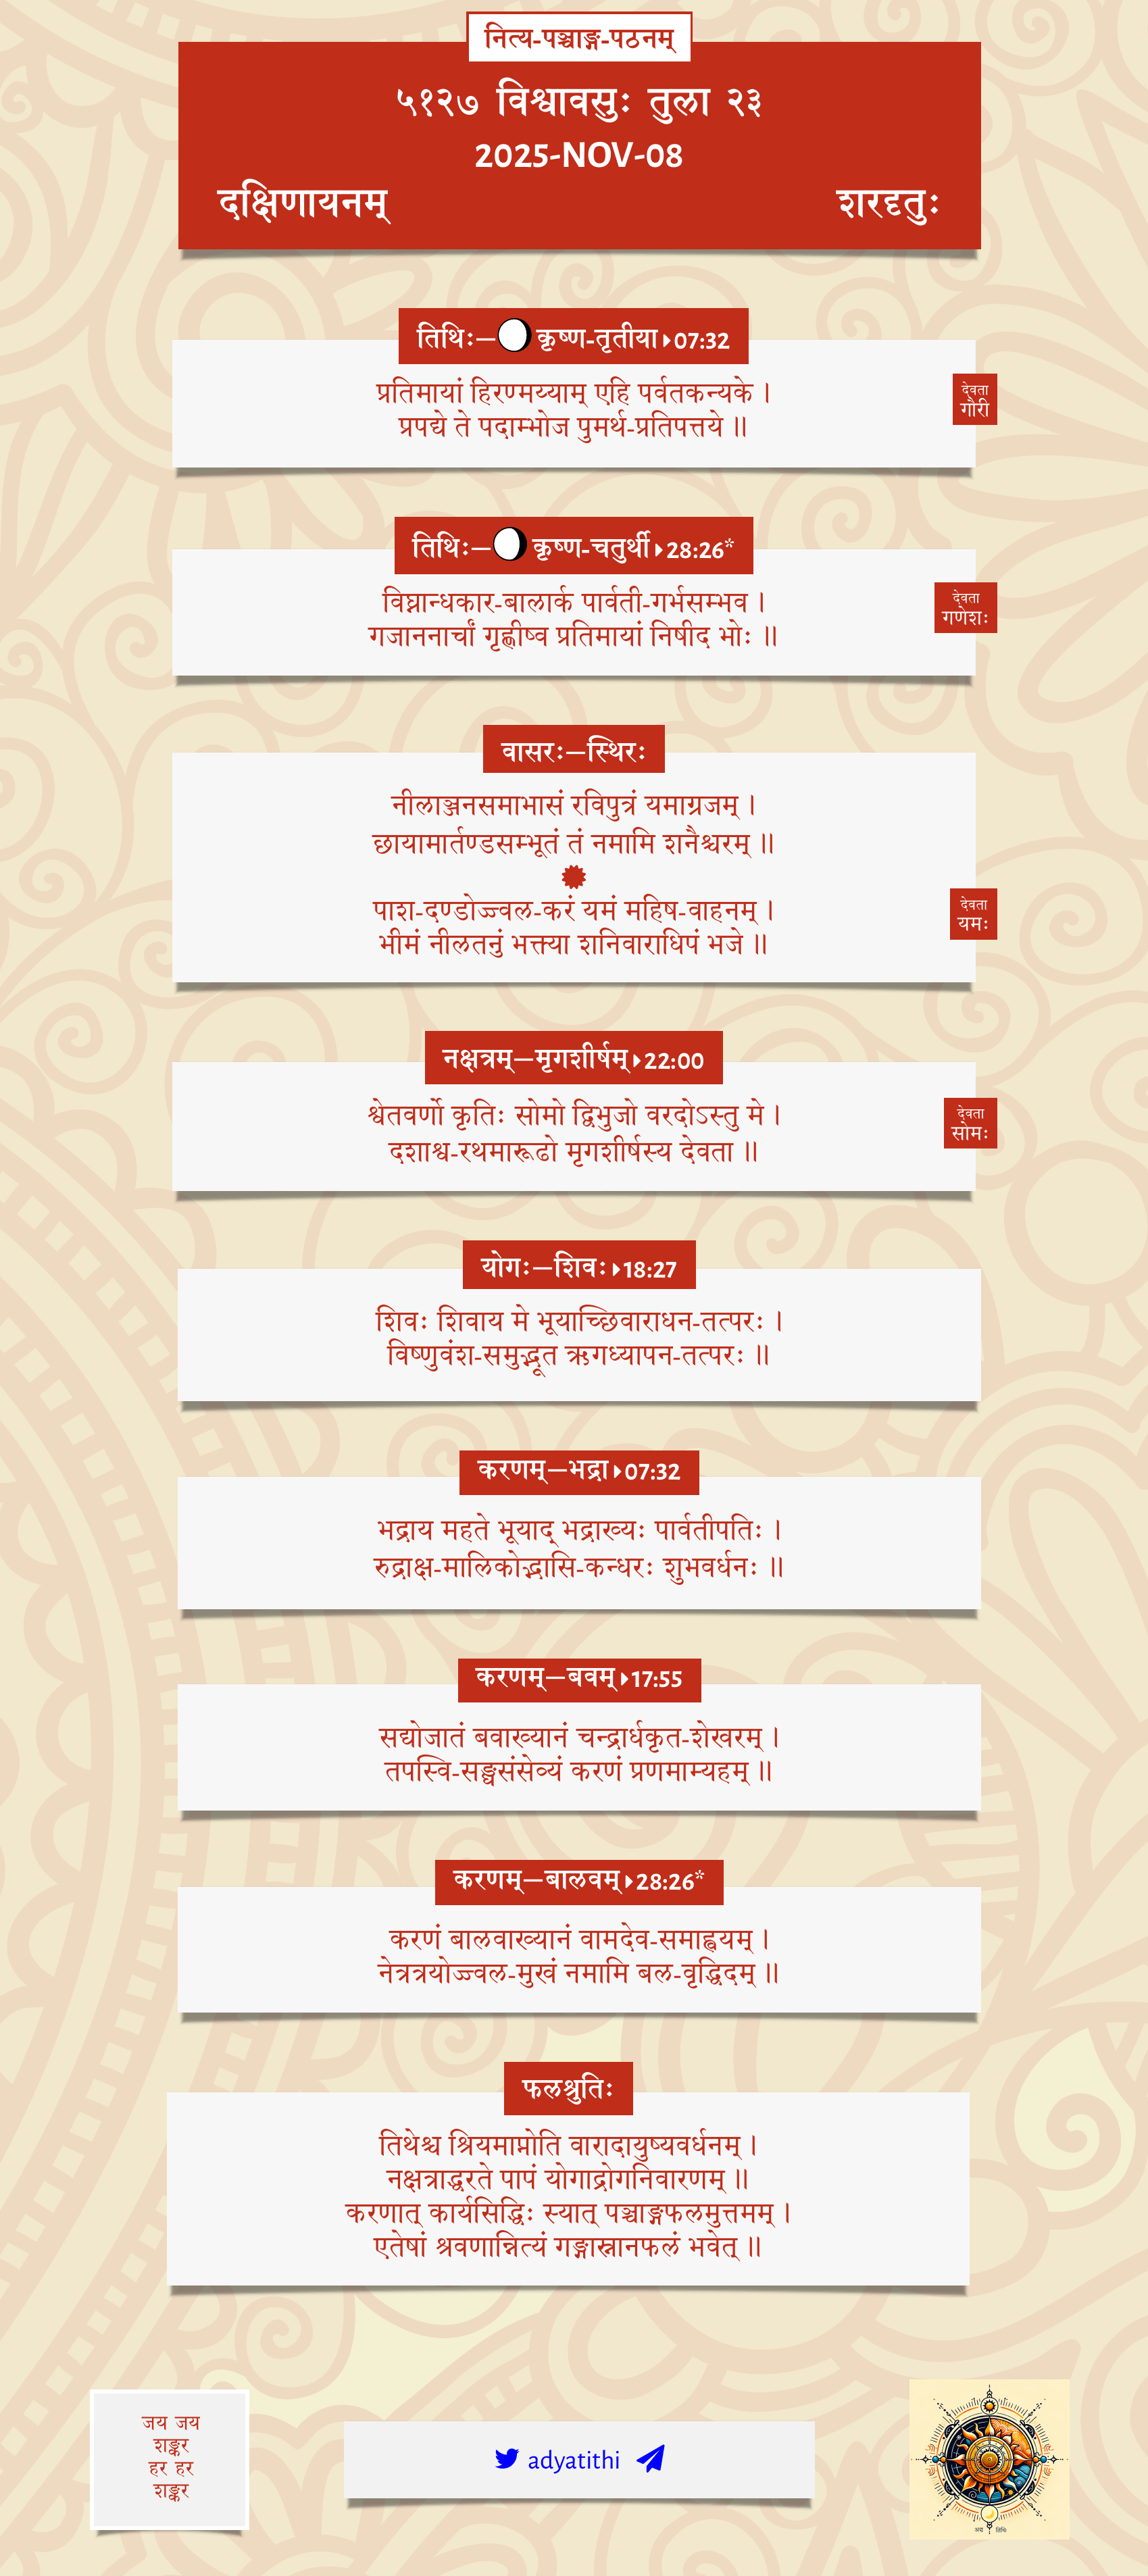 नित्य-पञ्चाङ्ग-पठनम्
५१२७ विश्वावसुः तुला २३
2025-NOV-08
दक्षिणायनम् शरदृतुः
तिथिः—कृष्ण-तृतीया 07:32
प्रतिमायां हिरण्मय्याम् एहि पर्वतकन्यके ।
प्रपद्ये ते पदाम्भोज पुमर्थ-प्रतिपत्तये ॥
देवता
गौरी
तिथिः—कृष्ण-चतुर्थी 28:26*
विघ्नान्धकार-बालार्क पार्वती-गर्भसम्भव ।
गजाननार्चां गृह्णीष्व प्रतिमायां निषीद भोः ॥
देवता
गणेशः
वासरः—स्थिरः
नीलाञ्जनसमाभासं रविपुत्रं यमाग्रजम् ।
छायामार्तण्डसम्भूतं तं नमामि शनैश्चरम् ॥
पाश-दण्डोज्ज्वल-करं यमं महिष-वाहनम् ।
भीमं नीलतनुं भक्त्या शनिवाराधिपं भजे ॥
देवता
यमः
नक्षत्रम्—मृगशीर्षम् 22:00
श्वेतवर्णो कृतिः सोमो द्विभुजो वरदोऽस्तु मे ।
दशाश्व-रथमारूढो मृगशीर्षस्य देवता ॥
देवता
सोमः
योगः—शिवः 18:27
शिवः शिवाय मे भूयाच्छिवाराधन-तत्परः ।
विष्णुवंश-समुद्भूत ऋगध्यापन-तत्परः ॥
करणम्—भद्रा 07:32
भद्राय महते भूयाद् भद्राख्यः पार्वतीपतिः ।
रुद्राक्ष-मालिकोद्भासि-कन्धरः शुभवर्धनः ॥
करणम्—बवम् 17:55
सद्योजातं बवाख्यानं चन्द्रार्धकृत-शेखरम् ।
तपस्वि-सङ्घसंसेव्यं करणं प्रणमाम्यहम् ॥
करणम्—बालवम् 28:26*
करणं बालवाख्यानं वामदेव-समाह्वयम् ।
नेत्रत्रयोज्ज्वल-मुखं नमामि बल-वृद्धिदम् ॥
फलश्रुतिः
तिथेश्च श्रियमाप्नोति वारादायुष्यवर्धनम् ।
नक्षत्राद्धरते पापं योगाद्रोगनिवारणम् ॥
करणात् कार्यसिद्धिः स्यात् पञ्चाङ्गफलमुत्तमम् ।
एतेषां श्रवणान्नित्यं गङ्गास्नानफलं भवेत् ॥
जय जय
शङ्कर
हर हर
शङ्कर
adyatithi
अद्य तिथिः